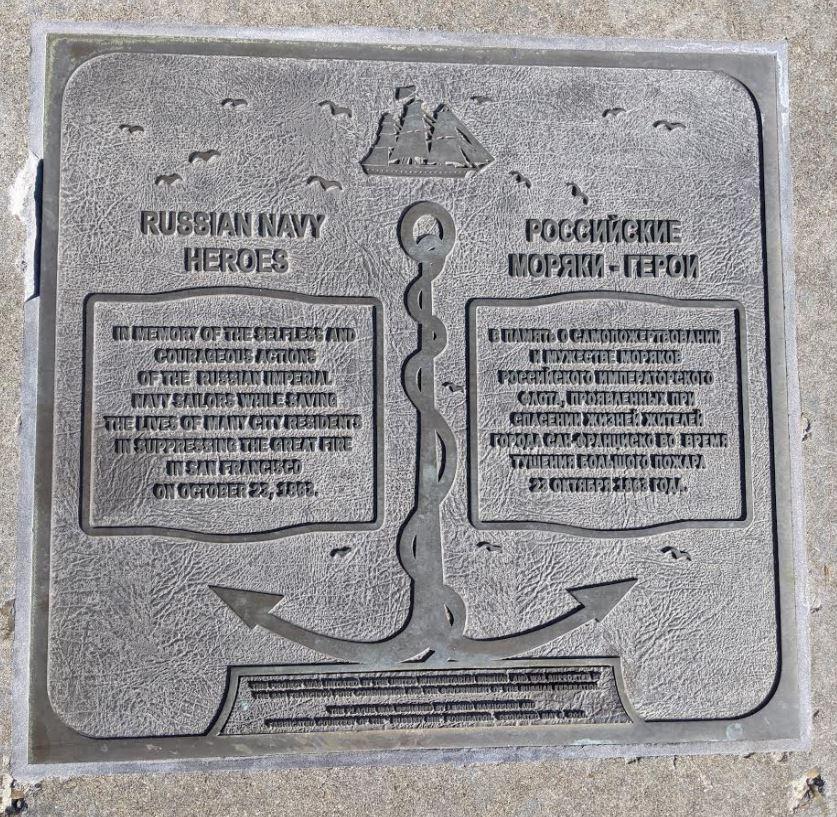 RUSSIAN NAVY
HEROES
IN MEMORY OF THE SELFLESS AND
COURAGEOUS ACTIONS
OF THE RUSSIAN IMPERIAL
NAVY SAILORS WHILE SAVING
THE LIVES OF MANY CITY RESIDENTS
IN SUPPRESSING THE GREAT FIRE
IN SAN FRANCISCO
ON OCTOBER 23, 1863.
РОССИЙСКИЕ
МОРЯКИ - ГЕРОИ
В ПАМЯТЬ О САМОПОЖЕРТВОВАНИИ
И МУЖЕСТВЕ МОРЯКОВ
РОССИЙСКОГО ИМПЕРАТОРСКОГО
ФЛОТА, ПРОЯВЛЕННЫХ ПРИ
СПАСЕНИИ ЖИЗНЕЙ ЖИТЕЛЕЙ
ГОРОДА САН-ФРАНЦИСКО ВО ВРЕМЯ
ТУШЕНИЯ БОЛЬШОГО ПОЖАРА
23 ОКТЯБРЯ 1863 ГОДА.